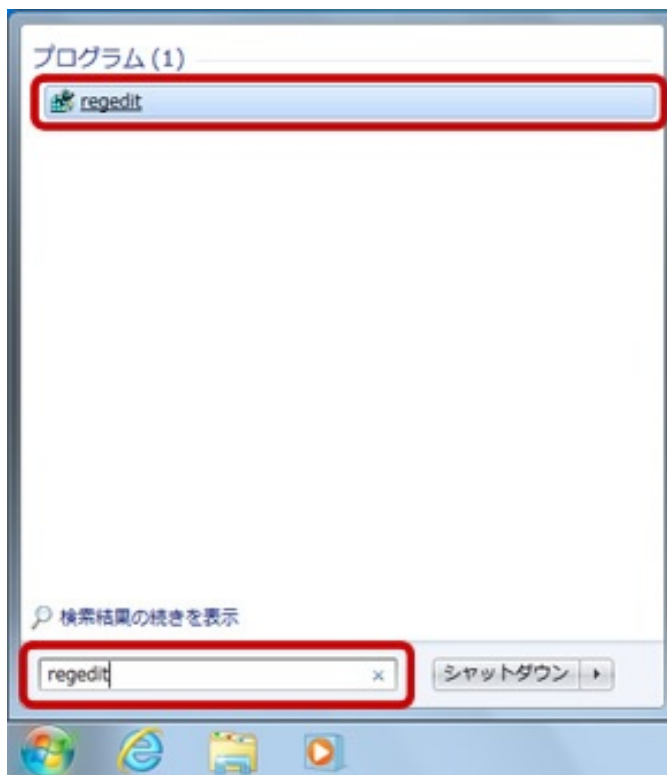 プログラム (1)
regedit
検索結果の続きを表示
regedit
シャットダウン